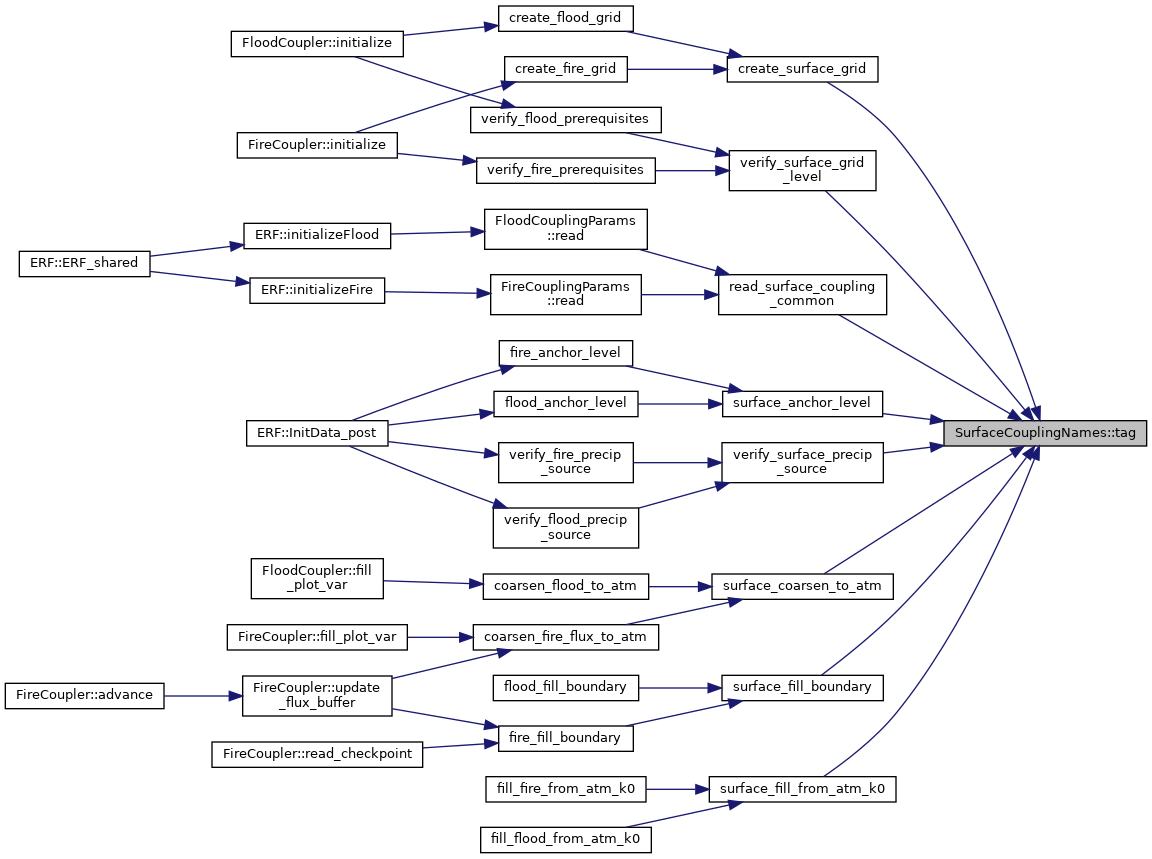 create_flood_grid
FloodCoupler::initialize
create_fire_grid
create_surface_grid
verify_flood_prerequisites
FireCoupler::initialize
verify_surface_grid
_level
verify_fire_prerequisites
FloodCouplingParams
::read
ERF::initializeFlood
ERF::ERF_shared
ERF::initializeFire
FireCouplingParams
::read
read_surface_coupling
_common
fire_anchor_level
flood_anchor_level
surface_anchor_level
ERF::InitData_post
SurfaceCouplingNames::tag
verify_fire_precip
_source
verify_surface_precip
_source
verify_flood_precip
_source
FloodCoupler::fill
_plot_var
coarsen_flood_to_atm
surface_coarsen_to_atm
FireCoupler::fill_plot_var
coarsen_fire_flux_to_atm
FireCoupler::advance
FireCoupler::update
_flux_buffer
flood_fill_boundary
surface_fill_boundary
fire_fill_boundary
FireCoupler::read_checkpoint
fill_fire_from_atm_k0
surface_fill_from_atm_k0
fill_flood_from_atm_k0